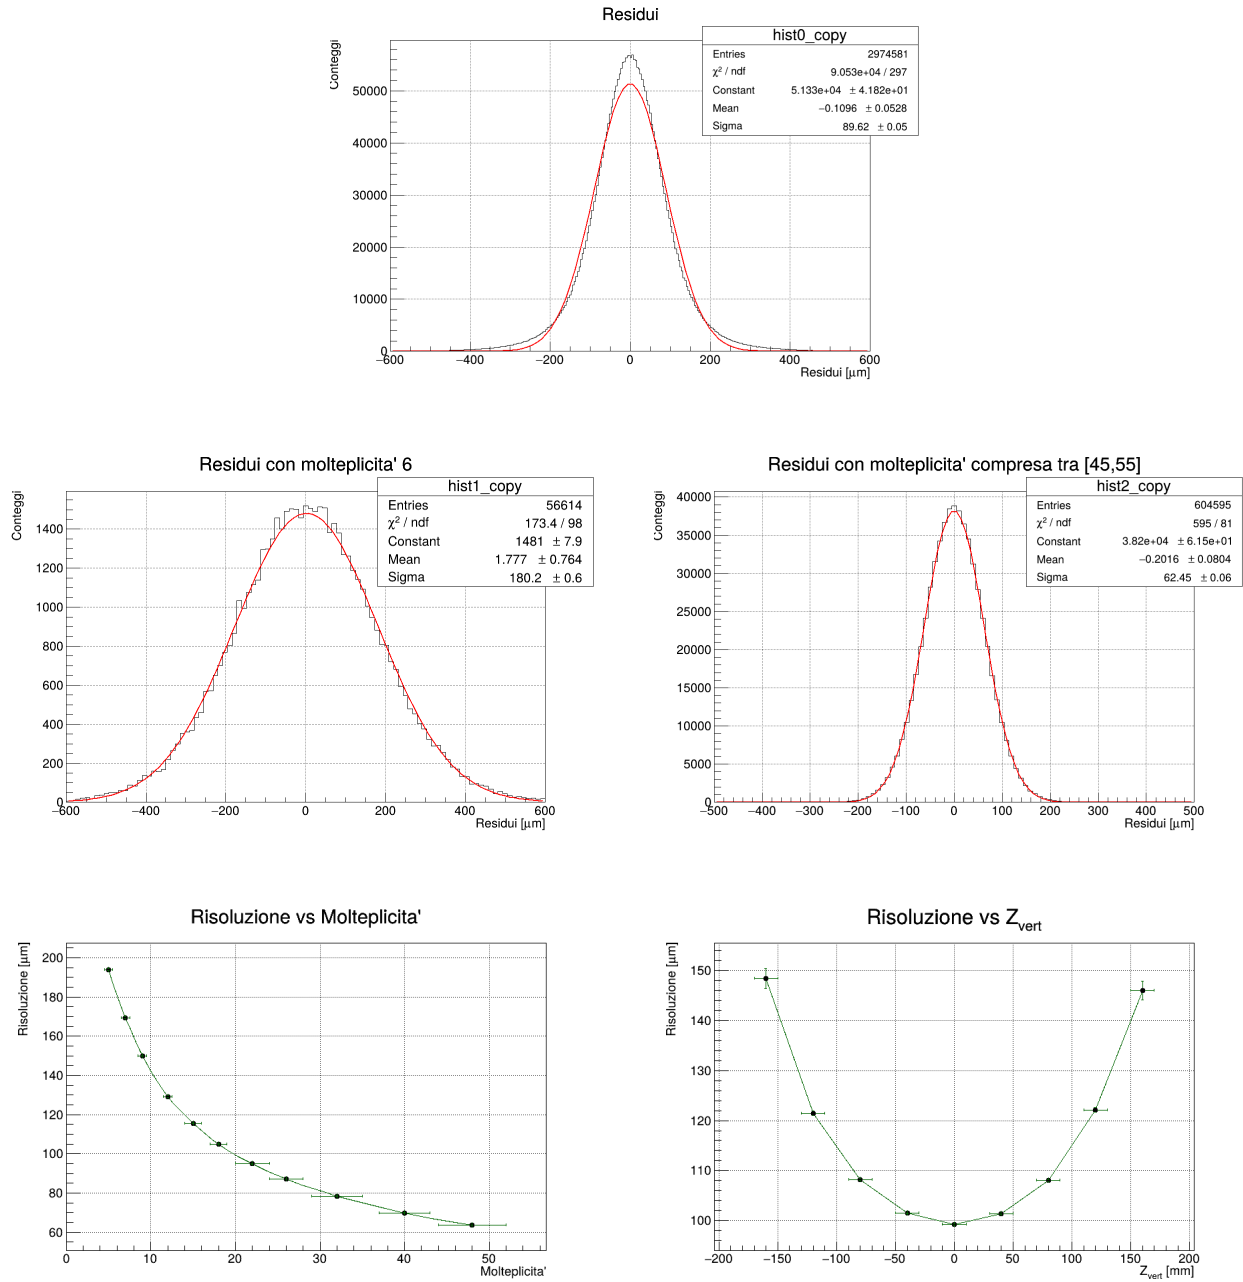 Residui
hist0_copy
Entries 2974581
χ² / ndf 9.053e+04 / 297
Constant 5.133e+04 ± 4.182e+01
Mean −0.1096 ± 0.0528
Sigma 89.62 ± 0.05
Conteggi
50000
40000
30000
20000
10000
0
−600 −400 −200 0 200 400 600
Residui [μm]
Residui con molteplicita' 6
hist1_copy
Entries 56614
χ² / ndf 173.4 / 98
Constant 1481 ± 7.9
Mean 1.777 ± 0.764
Sigma 180.2 ± 0.6
Conteggi
1400
1200
1000
800
600
400
200
0
−600 −400 −200 0 200 400 600
Residui [μm]
Residui con molteplicita' compresa tra [45,55]
hist2_copy
Entries 604595
χ² / ndf 595 / 81
Constant 3.82e+04 ± 6.15e+01
Mean −0.2016 ± 0.0804
Sigma 62.45 ± 0.06
Conteggi
40000
35000
30000
25000
20000
15000
10000
5000
0
−500 −400 −300 −200 −100 0 100 200 300 400 500
Residui [μm]
Risoluzione vs Molteplicita'
Risoluzione [μm]
200
180
160
140
120
100
80
60
0 10 20 30 40 50
Molteplicita'
Risoluzione vs Z_vert
Risoluzione [μm]
150
140
130
120
110
100
−200 −150 −100 −50 0 50 100 150 200
Z_vert [mm]